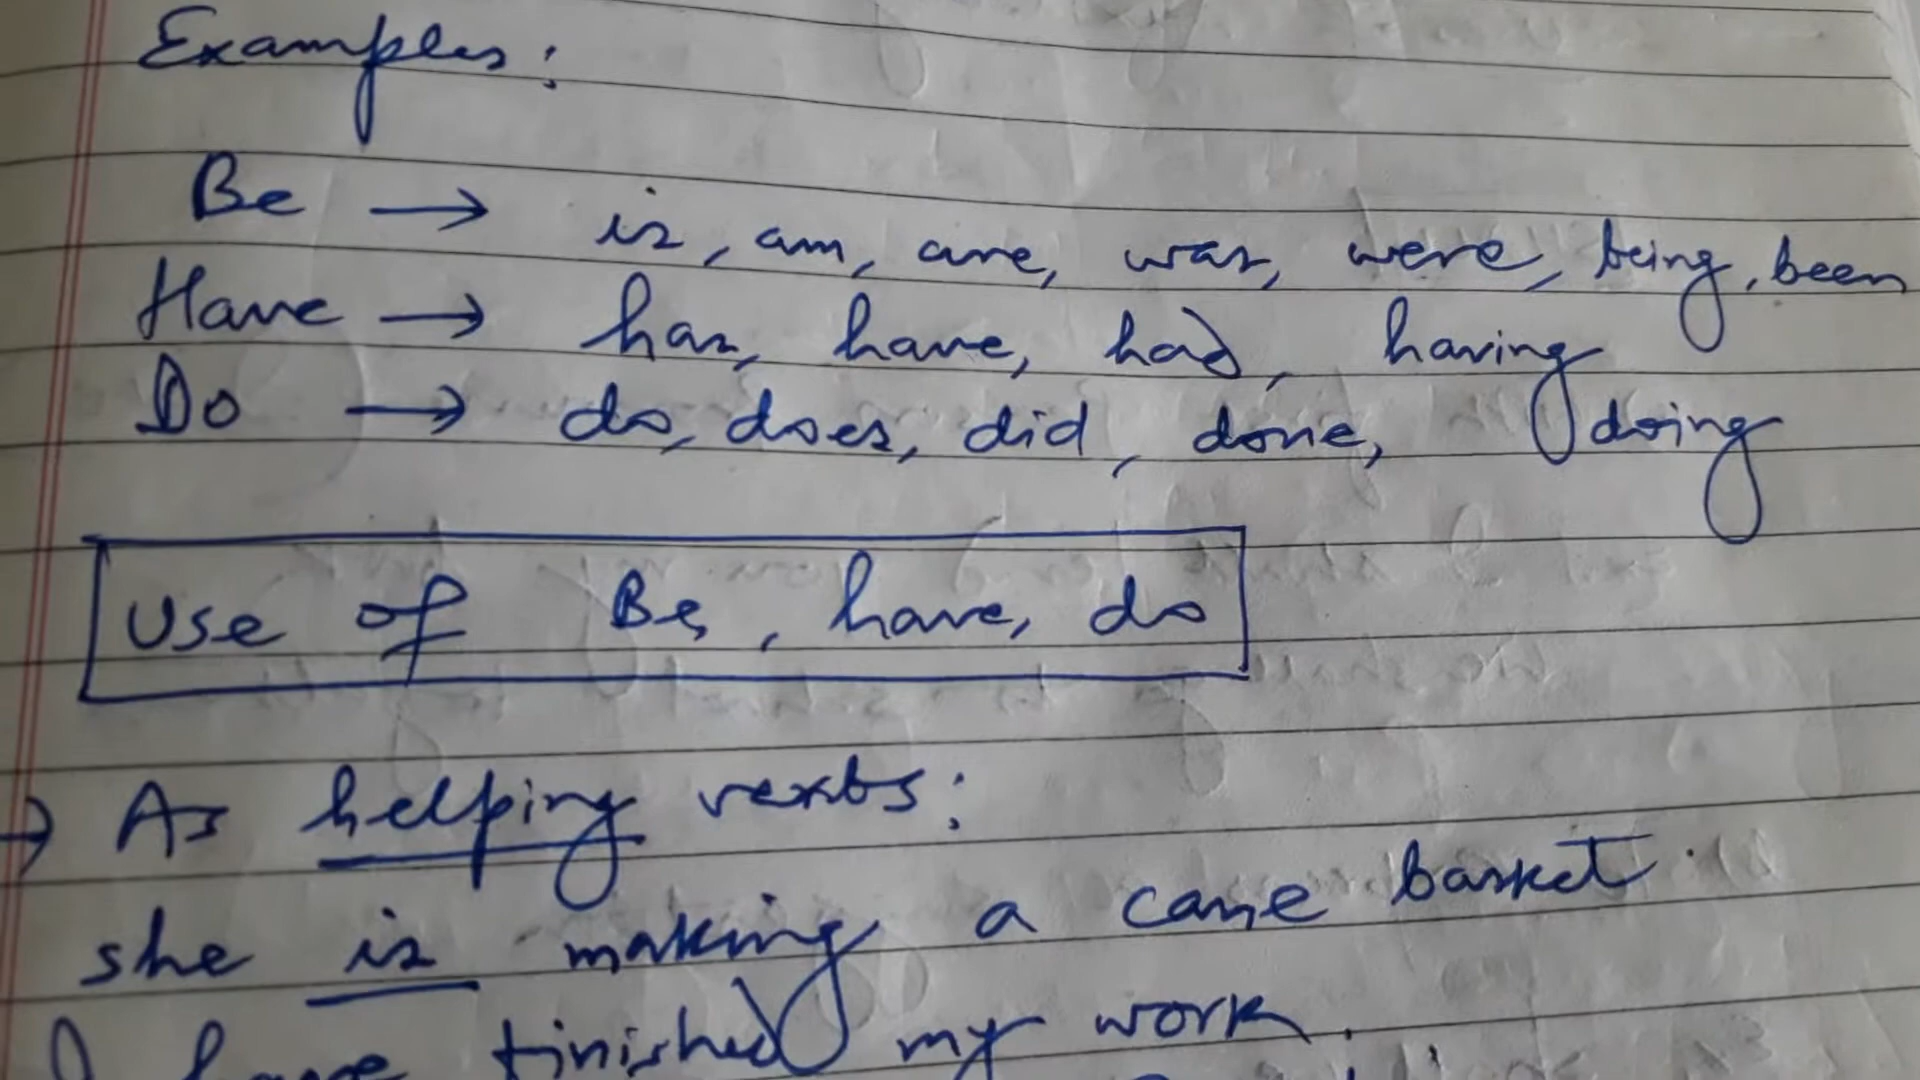 Examples:
Be → is, am, are, was, were, being, been
Have → has, have, had, having
Do → do, does, did, done, doing
Use of Be, have, do
→ As helping verbs:
she is making a cane basket.
I have finished my work.